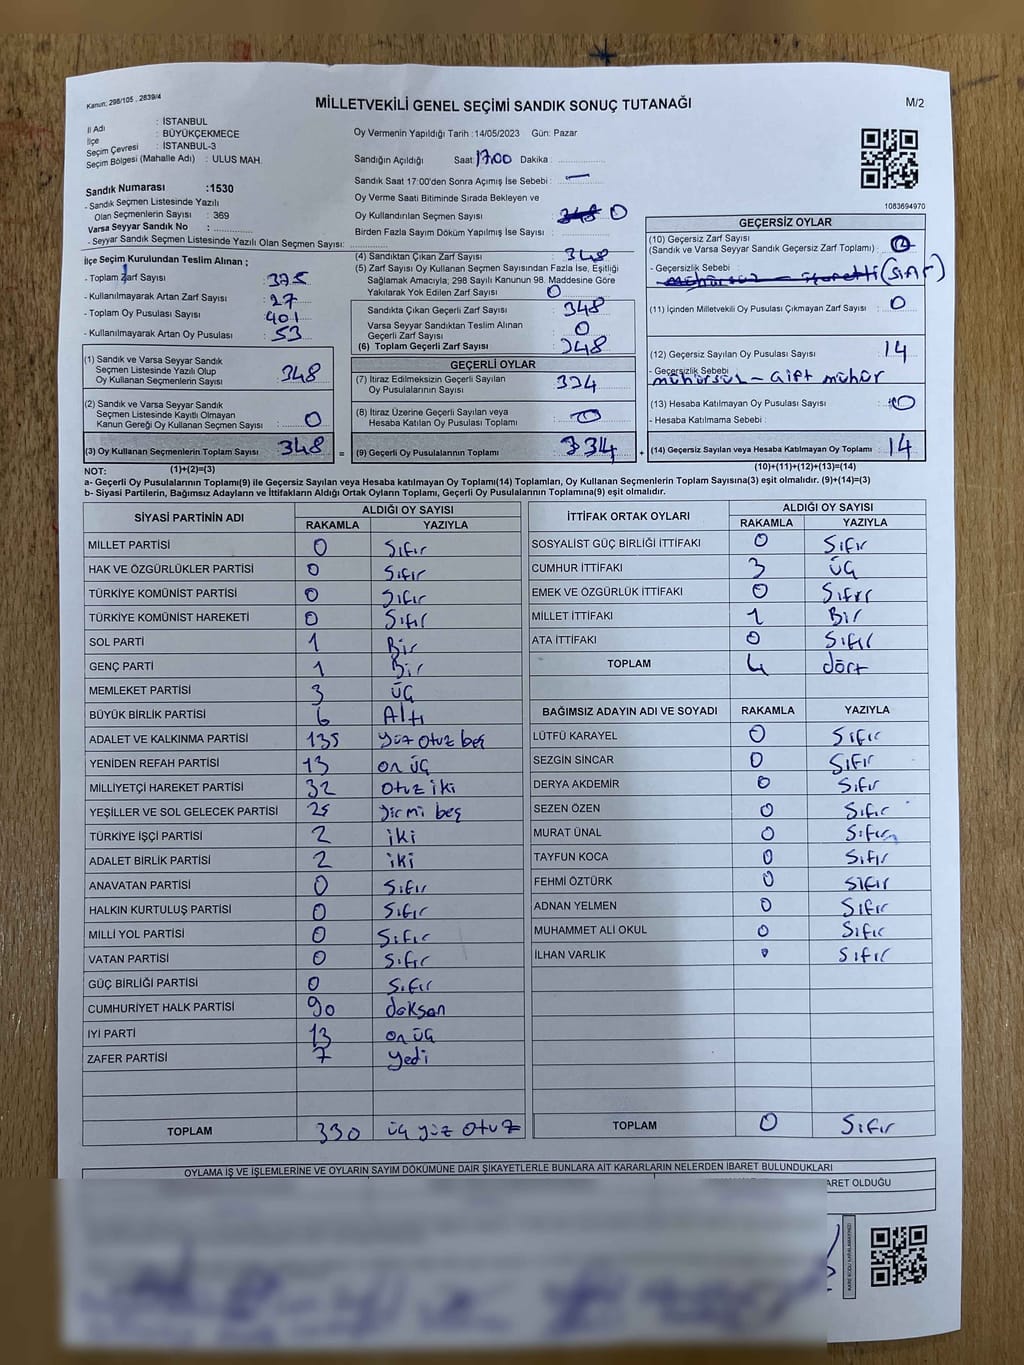 Kanun: 298/105 , 2839/4
MİLLETVEKİLİ GENEL SEÇİMİ SANDIK SONUÇ TUTANAĞI
M/2
İl Adı : İSTANBUL
İlçe : BÜYÜKÇEKMECE
Seçim Çevresi : İSTANBUL-3
Seçim Bölgesi (Mahalle Adı) : ULUS MAH.
Oy Vermenin Yapıldığı Tarih :14/05/2023 Gün: Pazar
Sandığın Açıldığı Saat: 17:00 Dakika :
Sandık Saat 17:00'den Sonra Açımış İse Sebebi : —
Oy Verme Saati Bitiminde Sırada Bekleyen ve
Oy Kullandırılan Seçmen Sayısı : 348 0
Birden Fazla Sayım Döküm Yapılmış İse Sayısı :
1083694970
Sandık Numarası :1530
- Sandık Seçmen Listesinde Yazılı
Olan Seçmenlerin Sayısı : 369
Varsa Seyyar Sandık No :
- Seyyar Sandık Seçmen Listesinde Yazılı Olan Seçmen Sayısı:
İlçe Seçim Kurulundan Teslim Alınan ;
- Toplam Zarf Sayısı : 375
- Kullanılmayarak Artan Zarf Sayısı : 27
- Toplam Oy Pusulası Sayısı : 401
- Kullanılmayarak Artan Oy Pusulası : 53
(1) Sandık ve Varsa Seyyar Sandık
Seçmen Listesinde Yazılı Olup
Oy Kullanan Seçmenlerin Sayısı : 348
(2) Sandık ve Varsa Seyyar Sandık
Seçmen Listesinde Kayıtlı Olmayan
Kanun Gereği Oy Kullanan Seçmen Sayısı : 0
(3) Oy Kullanan Seçmenlerin Toplam Sayısı : 348 =
(1)+(2)=(3)
(4) Sandıktan Çıkan Zarf Sayısı : 348
(5) Zarf Sayısı Oy Kullanan Seçmen Sayısından Fazla İse, Eşitliği
Sağlamak Amacıyla; 298 Sayılı Kanunun 98. Maddesine Göre
Yakılarak Yok Edilen Zarf Sayısı : 0
Sandıkta Çıkan Geçerli Zarf Sayısı : 348
Varsa Seyyar Sandıktan Teslim Alınan
Geçerli Zarf Sayısı : 0
(6) Toplam Geçerli Zarf Sayısı : 348
GEÇERLİ OYLAR
(7) İtiraz Edilmeksizin Geçerli Sayılan
Oy Pusulalarının Sayısı : 334
(8) İtiraz Üzerine Geçerli Sayılan veya
Hesaba Katılan Oy Pusulası Toplamı : 0
(9) Geçerli Oy Pusulalarının Toplamı : 334 +
GEÇERSİZ OYLAR
(10) Geçersiz Zarf Sayısı
(Sandık ve Varsa Seyyar Sandık Geçersiz Zarf Toplamı) :
- Geçersizlik Sebebi :
(11) İçinden Milletvekili Oy Pusulası Çıkmayan Zarf Sayısı : 0
(12) Geçersiz Sayılan Oy Pusulası Sayısı : 14
- Geçersizlik Sebebi :
mühürsüz – Çift mühür
(13) Hesaba Katılmayan Oy Pusulası Sayısı : 0
- Hesaba Katılmama Sebebi :
(14) Geçersiz Sayılan veya Hesaba Katılmayan Oy Toplamı : 14
(10)+(11)+(12)+(13)=(14)
NOT:
a- Geçerli Oy Pusulalarının Toplamı(9) ile Geçersiz Sayılan veya Hesaba Katılmayan Oy Toplamı(14) Toplamları, Oy Kullanan Seçmenlerin Toplam Sayısına(3) eşit olmalıdır. (9)+(14)=(3)
b- Siyasi Partilerin, Bağımsız Adayların ve İttifakların Aldığı Ortak Oyların Toplamı, Geçerli Oy Pusulalarının Toplamına(9) eşit olmalıdır.
SİYASİ PARTİNİN ADI
ALDIĞI OY SAYISI
RAKAMLA YAZIYLA
MİLLET PARTİSİ 0 Sıfır
HAK VE ÖZGÜRLÜKLER PARTİSİ 0 Sıfır
TÜRKİYE KOMÜNİST PARTİSİ 0 Sıfır
TÜRKİYE KOMÜNİST HAREKETİ 0 Sıfır
SOL PARTİ 1 Bir
GENÇ PARTİ 1 Bir
MEMLEKET PARTİSİ 3 üç
BÜYÜK BİRLİK PARTİSİ 6 Altı
ADALET VE KALKINMA PARTİSİ 135 yüz otuz beş
YENİDEN REFAH PARTİSİ 13 on üç
MİLLİYETÇİ HAREKET PARTİSİ 32 otuz iki
YEŞİLLER VE SOL GELECEK PARTİSİ 25 yirmi beş
TÜRKİYE İŞÇİ PARTİSİ 2 iki
ADALET BİRLİK PARTİSİ 2 iki
ANAVATAN PARTİSİ 0 Sıfır
HALKIN KURTULUŞ PARTİSİ 0 Sıfır
MİLLİ YOL PARTİSİ 0 Sıfır
VATAN PARTİSİ 0 Sıfır
GÜÇ BİRLİĞİ PARTİSİ 0 Sıfır
CUMHURİYET HALK PARTİSİ 90 doksan
İYİ PARTİ 13 on üç
ZAFER PARTİSİ 7 yedi
TOPLAM 330 üç yüz otuz
İTTİFAK ORTAK OYLARI
ALDIĞI OY SAYISI
RAKAMLA YAZIYLA
SOSYALİST GÜÇ BİRLİĞİ İTTİFAKI 0 Sıfır
CUMHUR İTTİFAKI 3 üç
EMEK VE ÖZGÜRLÜK İTTİFAKI 0 Sıfır
MİLLET İTTİFAKI 1 Bir
ATA İTTİFAKI 0 Sıfır
TOPLAM 4 dört
BAĞIMSIZ ADAYIN ADI VE SOYADI RAKAMLA YAZIYLA
LÜTFÜ KARAYEL 0 Sıfır
SEZGİN SİNCAR 0 Sıfır
DERYA AKDEMİR 0 Sıfır
SEZEN ÖZEN 0 Sıfır
MURAT ÜNAL 0 Sıfır
TAYFUN KOCA 0 Sıfır
FEHMİ ÖZTÜRK 0 Sıfır
ADNAN YELMEN 0 Sıfır
MUHAMMET ALİ OKUL 0 Sıfır
İLHAN VARLIK 0 Sıfır
TOPLAM 0 Sıfır
OYLAMA İŞ VE İŞLEMLERİNE VE OYLARIN SAYIM DÖKÜMÜNE DAİR ŞİKAYETLERLE BUNLARA AİT KARARLARIN NELERDEN İBARET BULUNDUKLARI
ARET OLDUĞU